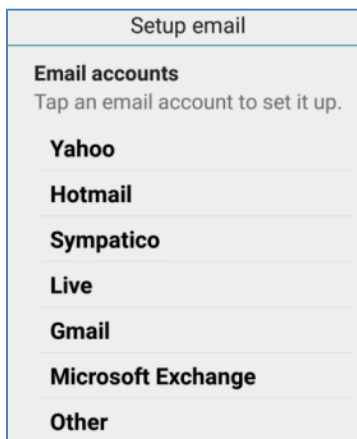 Setup email
Email accounts
Tap an email account to set it up.
Yahoo
Hotmail
Sympatico
Live
Gmail
Microsoft Exchange
Other